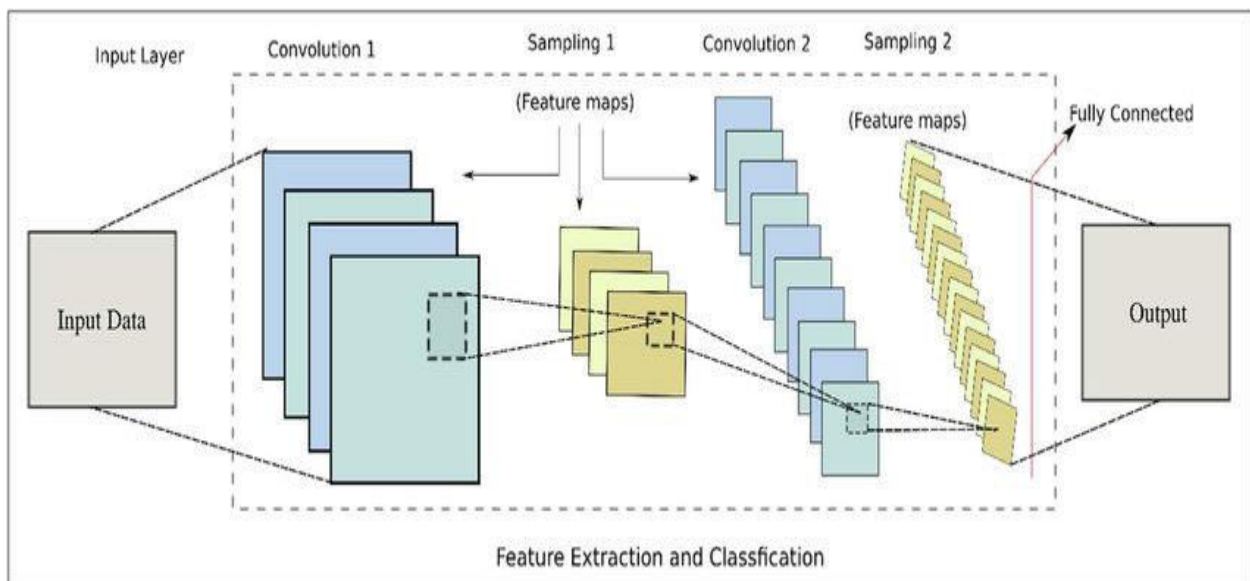 Input Layer
Convolution 1
Sampling 1
Convolution 2
Sampling 2
(Feature maps)
(Feature maps)
Fully Connected
Input Data
Output
Feature Extraction and Classfication